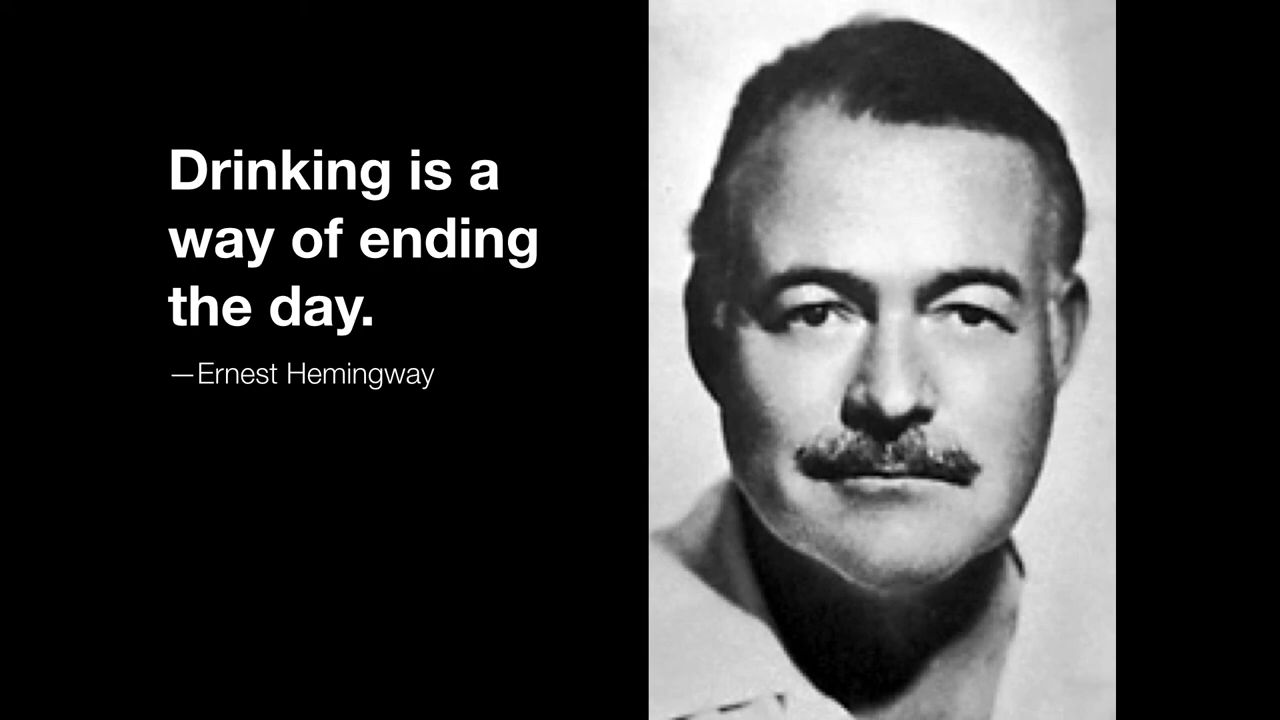 Drinking is a
way of ending
the day.
—Ernest Hemingway